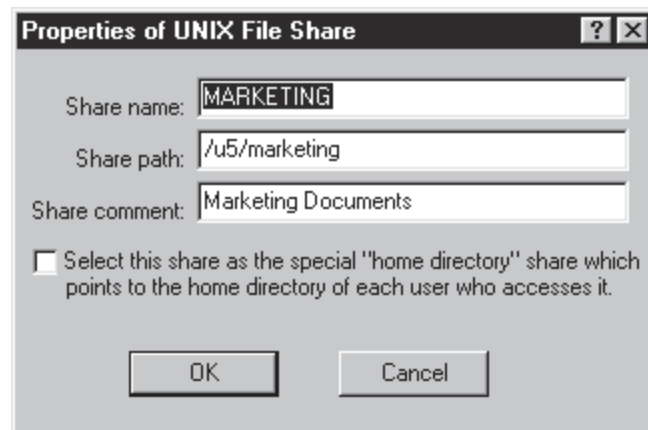 Properties of UNIX File Share
Share name: MARKETING
Share path: /u5/marketing
Share comment: Marketing Documents
Select this share as the special "home directory" share which
points to the home directory of each user who accesses it.
OK Cancel